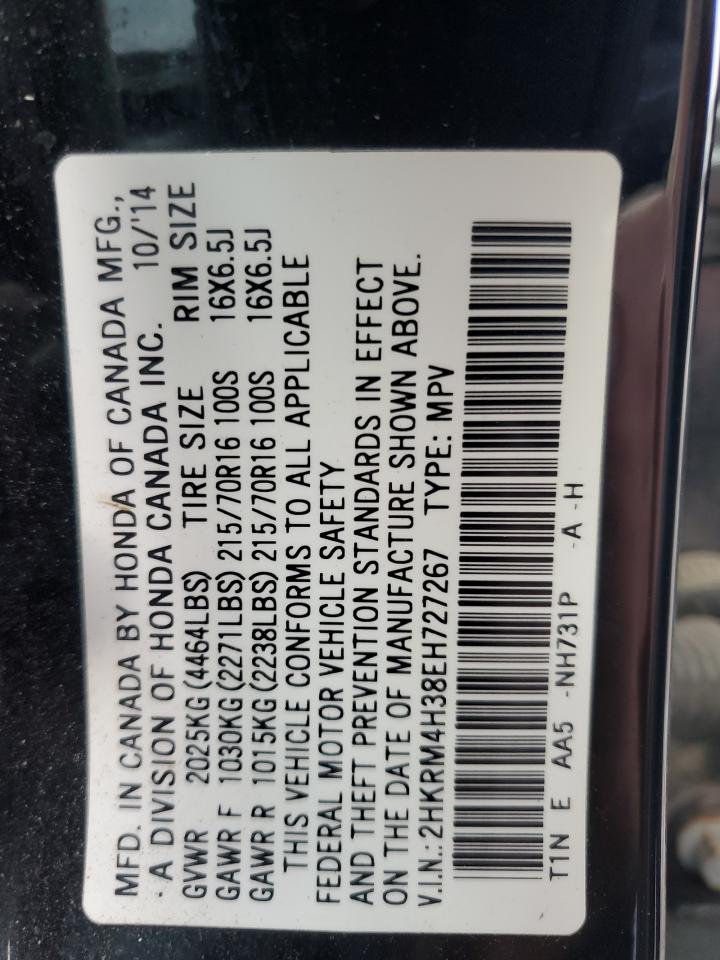 MFD. IN CANADA BY HONDA OF CANADA MFG.,
A DIVISION OF HONDA CANADA INC. 10/'14
GVWR 2025KG(4464LBS) TIRE SIZE RIM SIZE
GAWR F 1030KG(2271LBS) 215/70R16 100S 16X6.5J
GAWR R 1015KG(2238LBS) 215/70R16 100S 16X6.5J
THIS VEHICLE CONFORMS TO ALL APPLICABLE
FEDERAL MOTOR VEHICLE SAFETY
AND THEFT PREVENTION STANDARDS IN EFFECT
ON THE DATE OF MANUFACTURE SHOWN ABOVE.
V.I.N.: 2HKRM4H38EH727267 TYPE: MPV
T1N E AA5 -NH731P -A -H